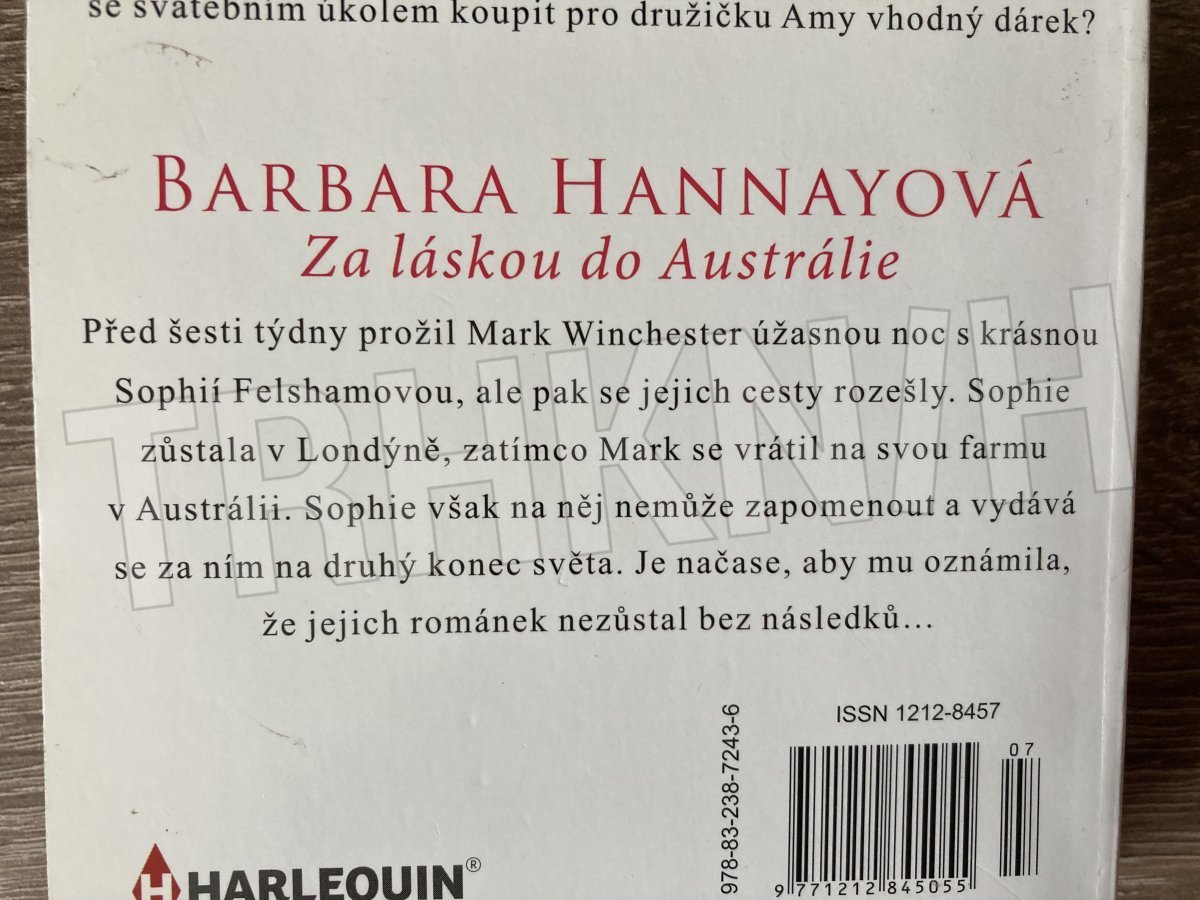 se svatebním úkolem koupit pro družičku Amy vhodný dárek?
BARBARA HANNAYOVÁ
Za láskou do Austrálie
Před šesti týdny prožil Mark Winchester úžasnou noc s krásnou
Sophií Felshamovou, ale pak se jejich cesty rozešly. Sophie
zůstala v Londýně, zatímco Mark se vrátil na svou farmu
v Austrálii. Sophie však na něj nemůže zapomenout a vydává
se za ním na druhý konec světa. Je načase, aby mu oznámila,
že jejich románek nezůstal bez následků…
TRHKNIH
978-83-238-7243-6
ISSN 1212-8457
07
9 771212 845055
H HARLEQUIN®